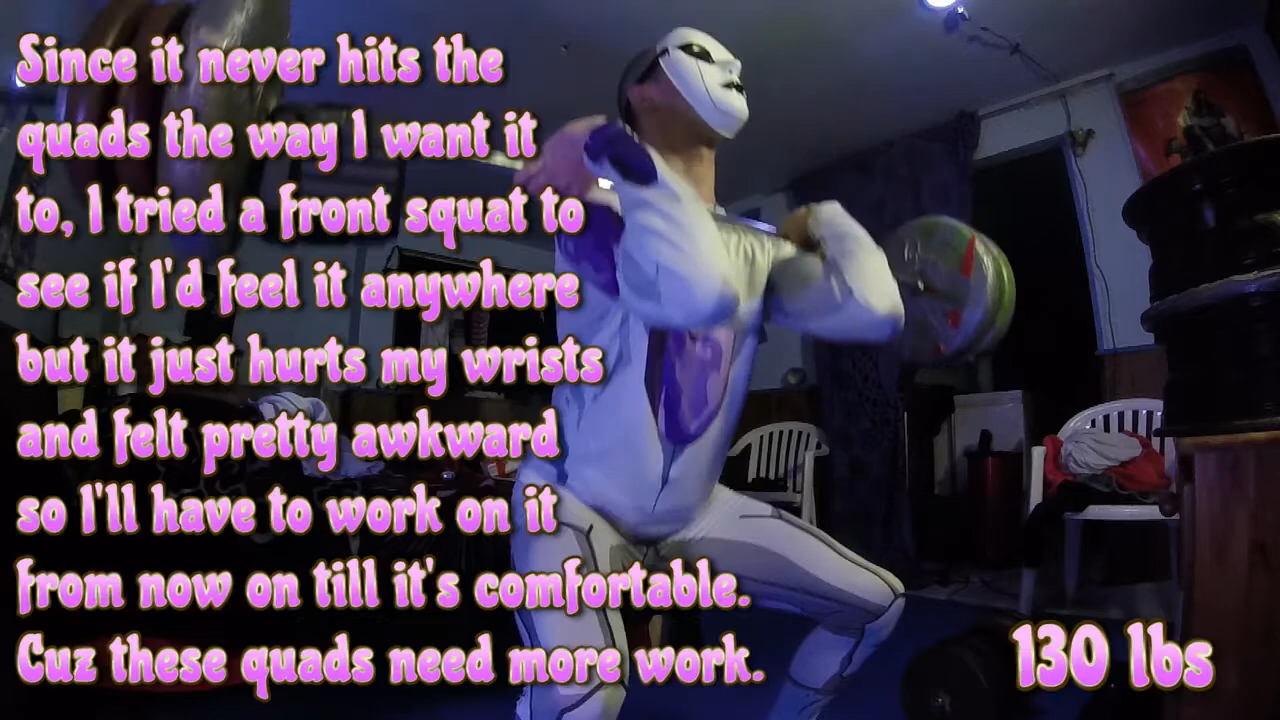 Since it never hits the
quads the way I want it
to, I tried a front squat to
see if I'd feel it anywhere
but it just hurts my wrists
and felt pretty awkward
so I'll have to work on it
from now on till it's comfortable.
Cuz these quads need more work.
130 lbs